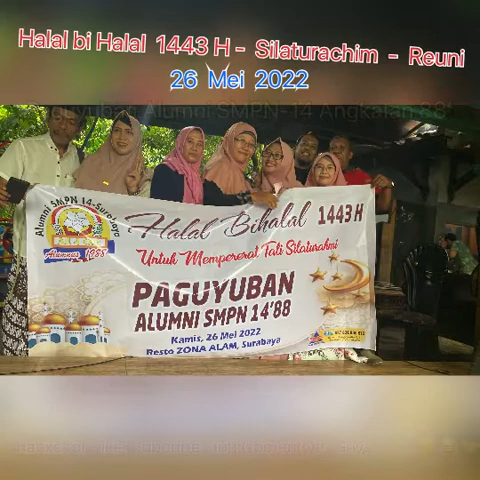 Halal bi Halal 1443 H - Silaturachim - Reuni
26 Mei 2022
Alumni SMPN 14-Surabaya
Alumnus 1988
Halal Bihalal 1443 H
Untuk Mempererat Tali Silaturahmi
PAGUYUBAN
ALUMNI SMPN 14'88
Kamis, 26 Mei 2022
Resto ZONA ALAM, Surabaya